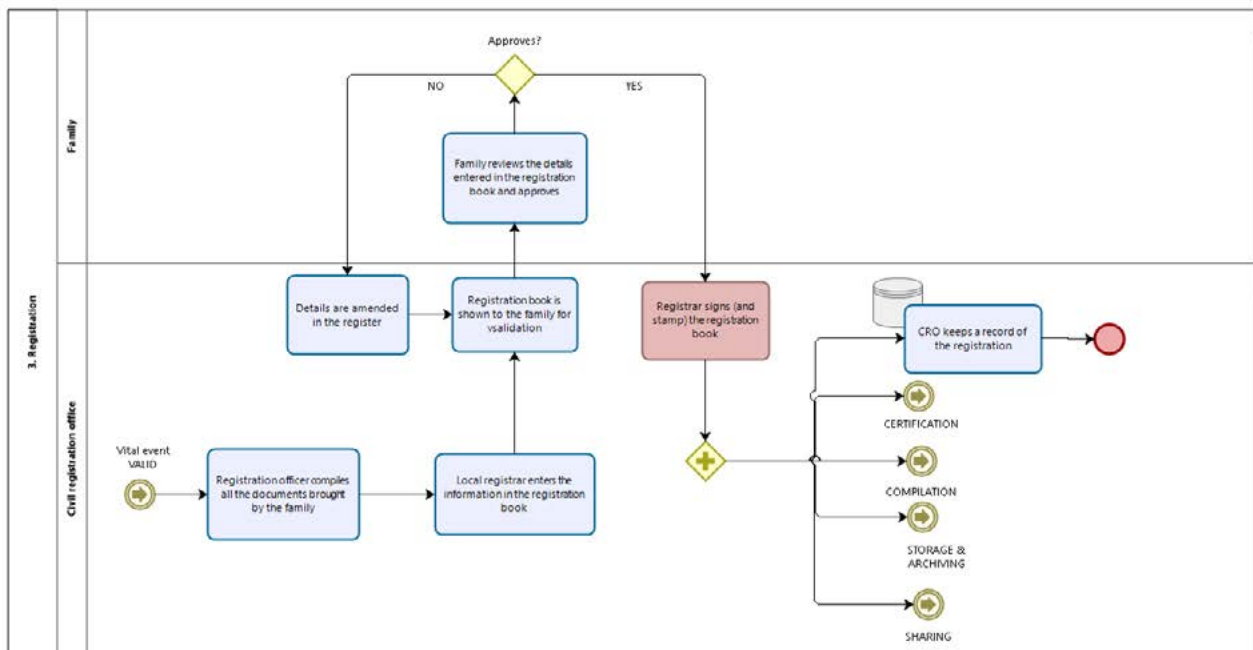 3. Registration
Family
Civil registration office
Approves?
NO
YES
Family reviews the details
entered in the registration
book and approves
Details are amended
in the register
Registration book is
shown to the family for
vsalidation
Registrar signs (and
stamp) the registration
book
CRO keeps a record of
the registration
CERTIFICATION
Vital event
VALID
Registration officer compiles
all the documents brought
by the family
Local registrar enters the
information in the registration
book
COMPILATION
STORAGE &
ARCHIVING
SHARING